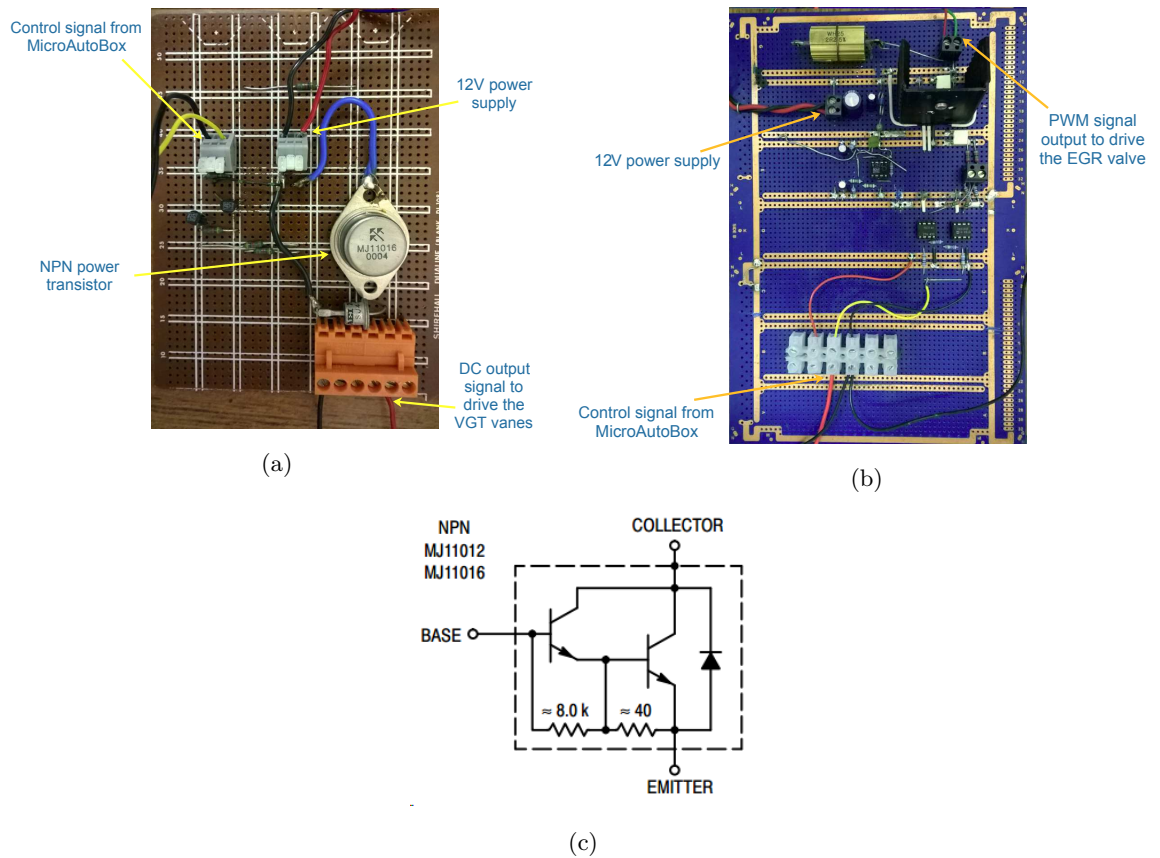 Control signal from
MicroAutoBox
12V power
supply
NPN power
transistor
MJ11016
0004
DC output
signal to
drive the
VGT vanes
(a)
12V power supply
PWM signal
output to drive
the EGR valve
Control signal from
MicroAutoBox
(b)
NPN
MJ11012
MJ11016
COLLECTOR
BASE
≈ 8.0 k
≈ 40
EMITTER
(c)